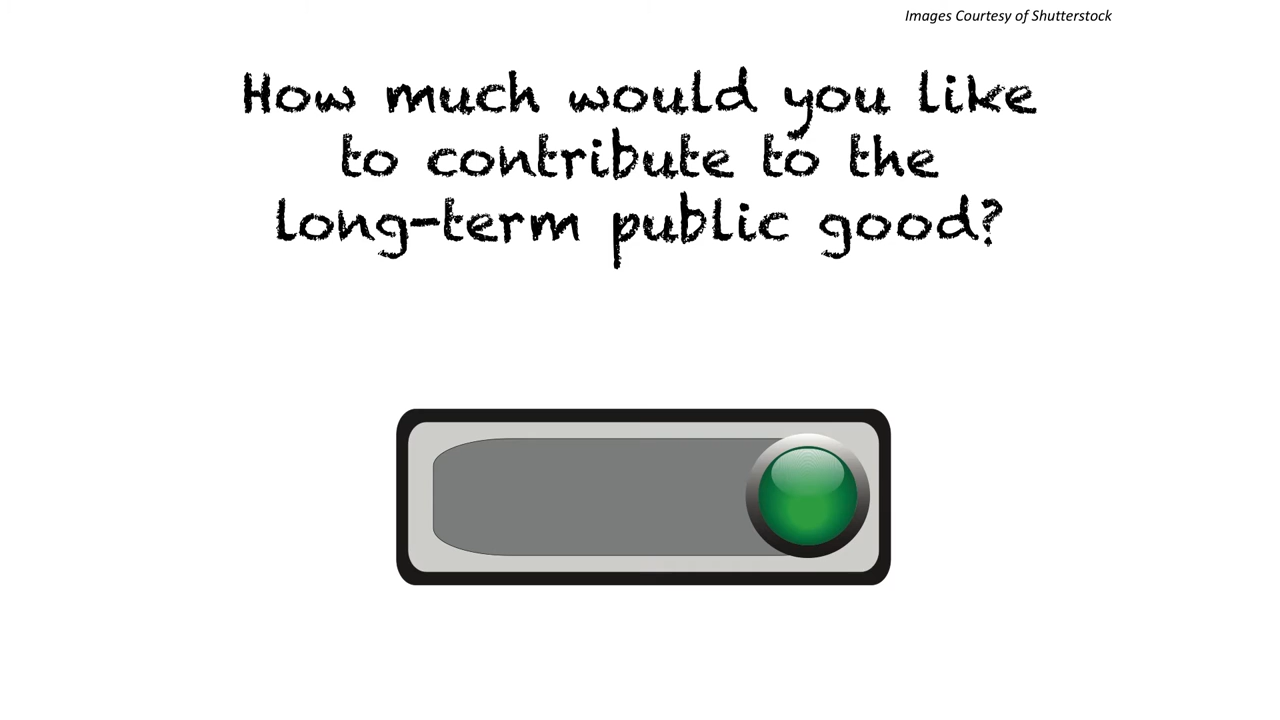 Images Courtesy of Shutterstock
How much would you like
to contribute to the
long-term public good?